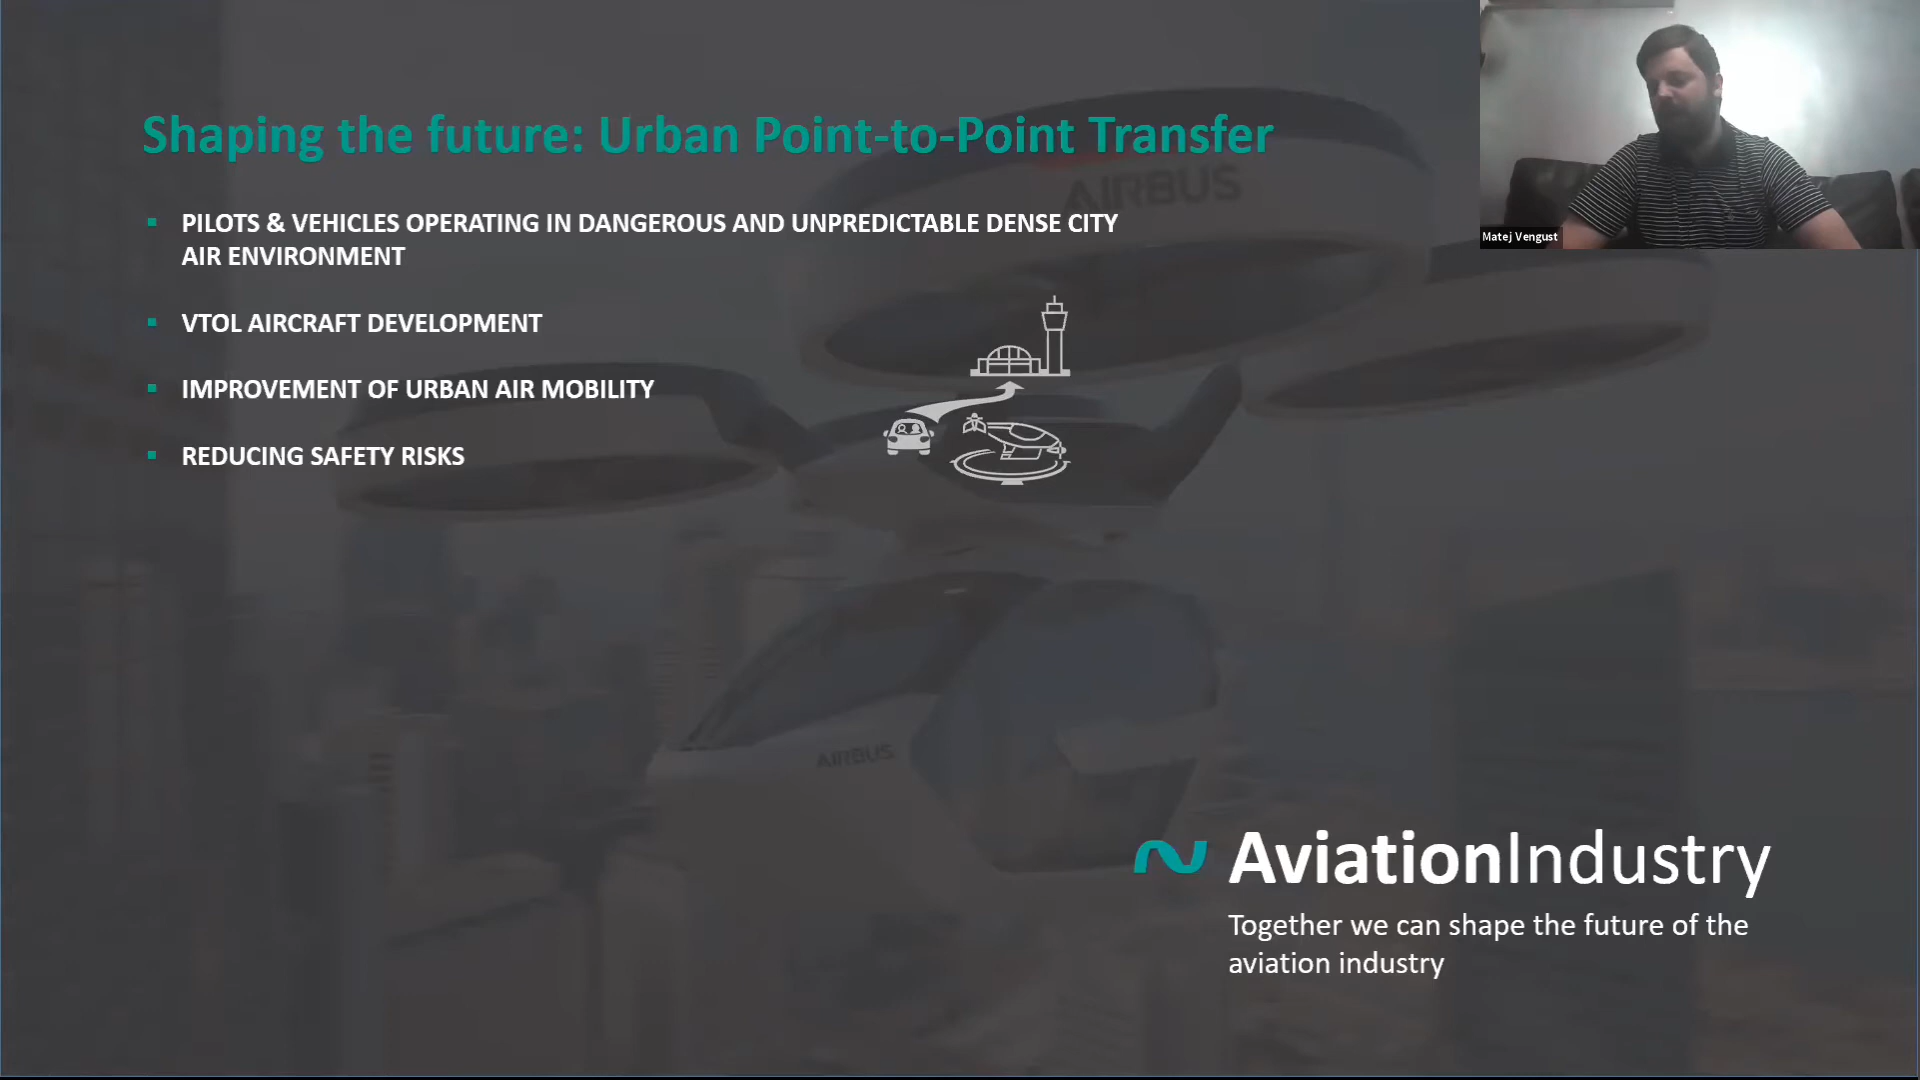 Shaping the future: Urban Point-to-Point Transfer
AIRBUS
PILOTS & VEHICLES OPERATING IN DANGEROUS AND UNPREDICTABLE DENSE CITY
AIR ENVIRONMENT
VTOL AIRCRAFT DEVELOPMENT
IMPROVEMENT OF URBAN AIR MOBILITY
REDUCING SAFETY RISKS
Matej Vengust
AIRBUS
AviationIndustry
Together we can shape the future of the
aviation industry